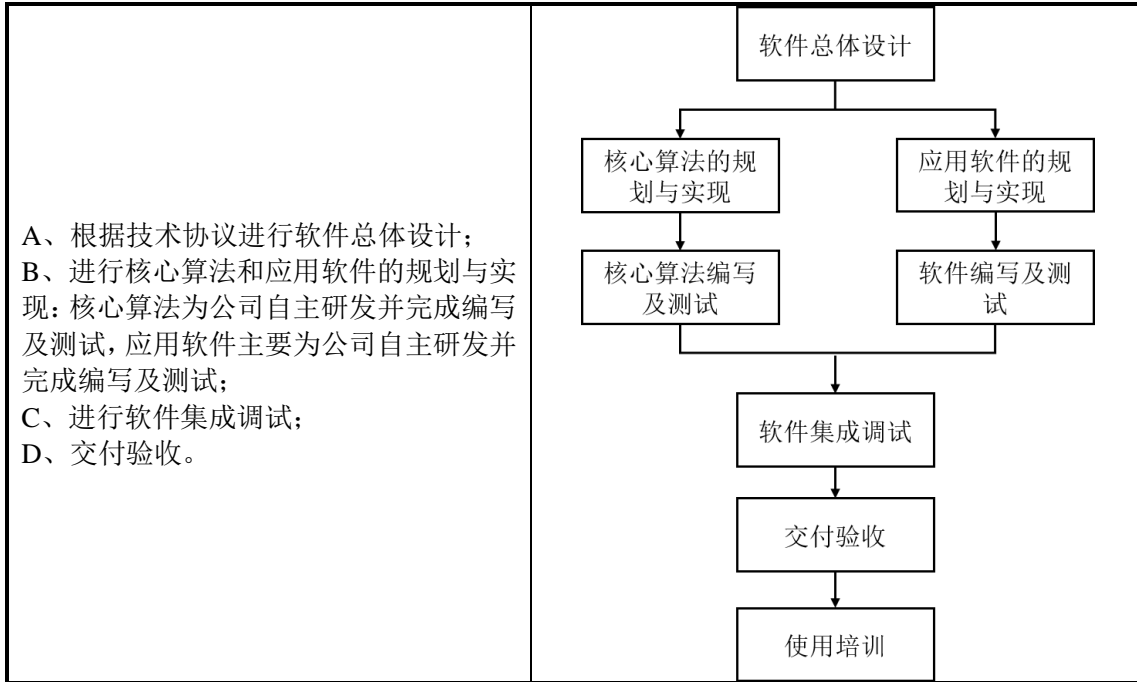 A、根据技术协议进行软件总体设计；
B、进行核心算法和应用软件的规划与实
现：核心算法为公司自主研发并完成编写
及测试，应用软件主要为公司自主研发并
完成编写及测试；
C、进行软件集成调试；
D、交付验收。
软件总体设计
核心算法的规
划与实现
应用软件的规
划与实现
核心算法编写
及测试
软件编写及测
试
软件集成调试
交付验收
使用培训